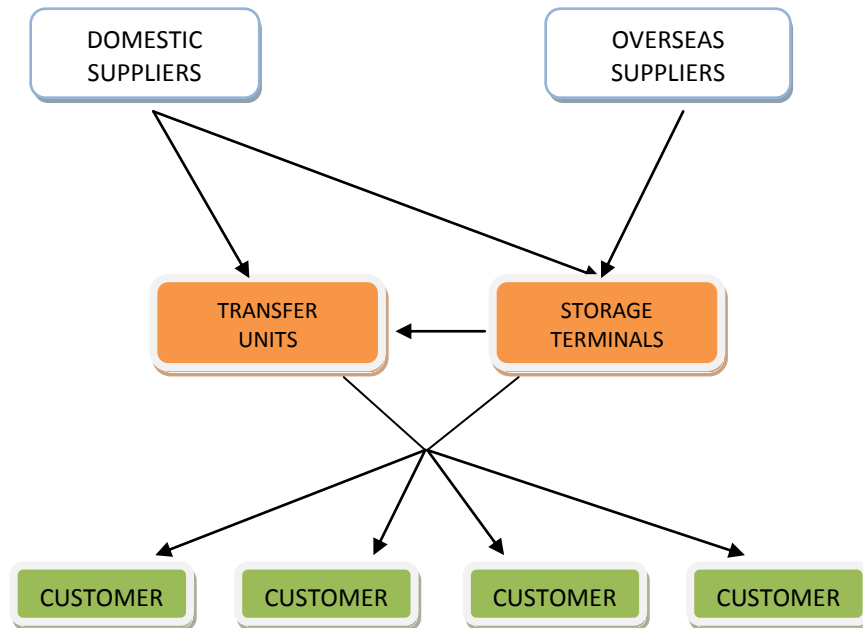 DOMESTIC
SUPPLIERS
OVERSEAS
SUPPLIERS
TRANSFER
UNITS
STORAGE
TERMINALS
CUSTOMER
CUSTOMER
CUSTOMER
CUSTOMER